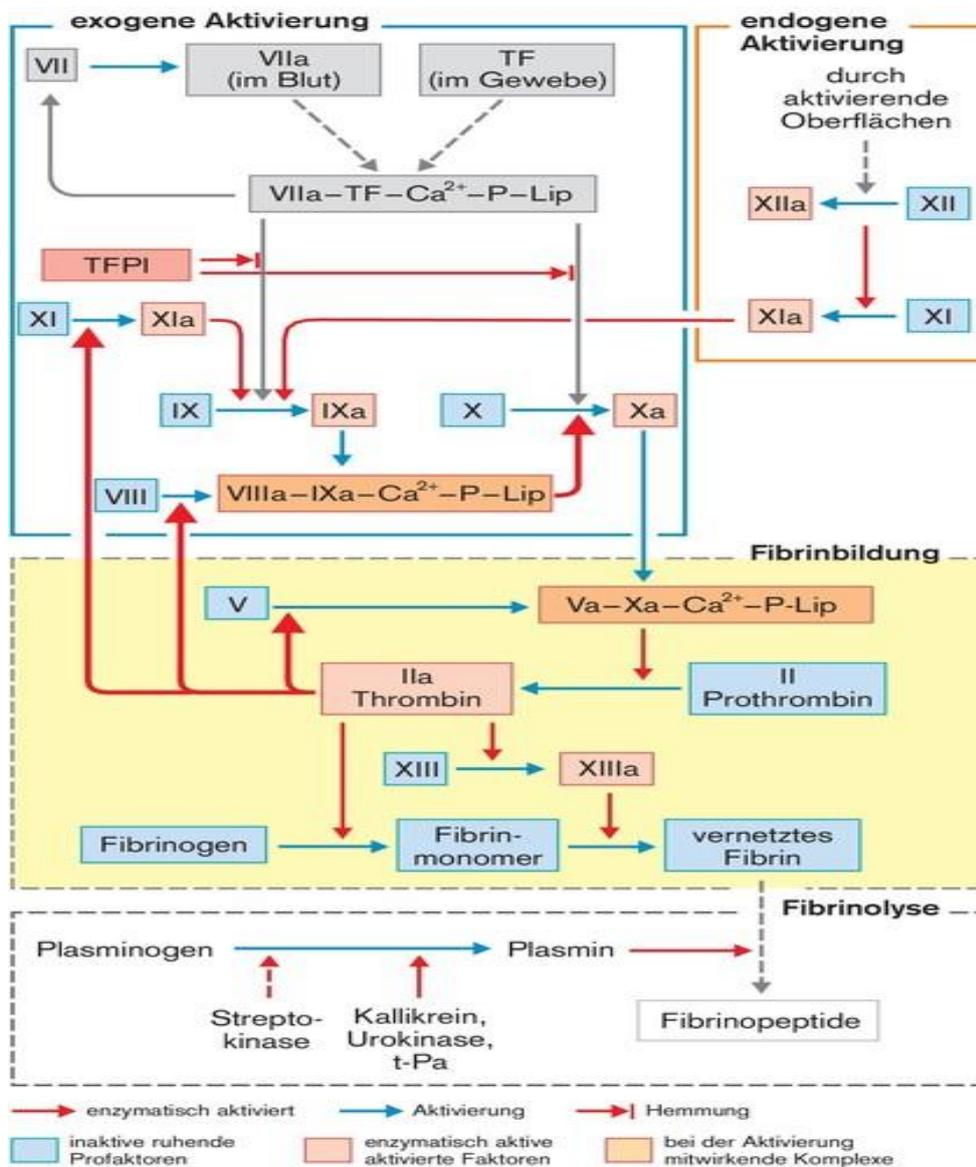 exogene Aktivierung
endogene
Aktivierung
VII
VIIa
(im Blut)
TF
(im Gewebe)
durch
aktivierende
Oberflächen
VIIa–TF–Ca²⁺–P–Lip
XIIa
XII
TFPI
XI
XIa
XIa
XI
IX
IXa
X
Xa
VIII
VIIIa–IXa–Ca²⁺–P–Lip
Fibrinbildung
V
Va–Xa–Ca²⁺–P-Lip
IIa
Thrombin
II
Prothrombin
XIII
XIIIa
Fibrinogen
Fibrin-
monomer
vernetztes
Fibrin
Fibrinolyse
Plasminogen
Plasmin
Strepto-
kinase
Kallikrein,
Urokinase,
t-Pa
Fibrinopeptide
enzymatisch aktiviert
Aktivierung
Hemmung
inaktive ruhende
Profaktoren
enzymatisch aktive
aktivierte Faktoren
bei der Aktivierung
mitwirkende Komplexe